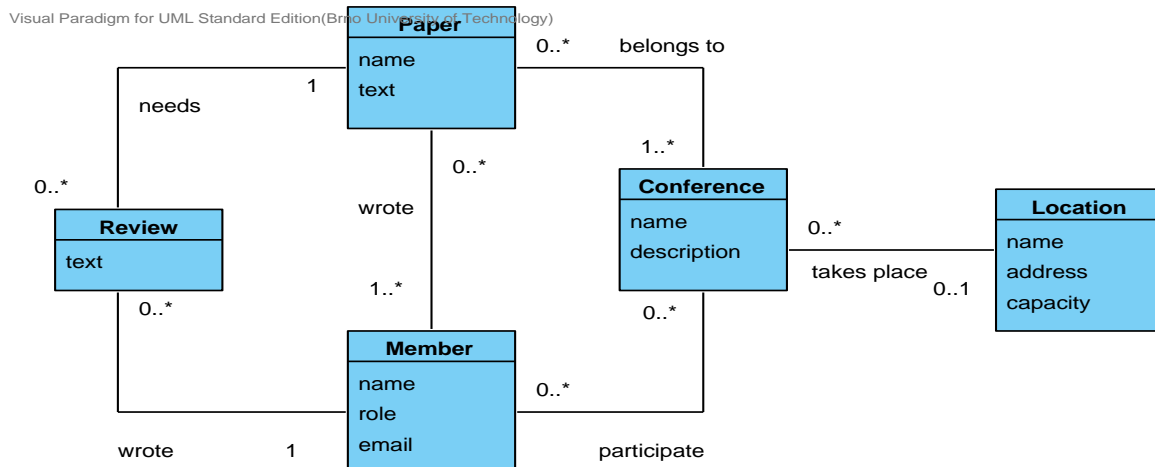 Visual Paradigm for UML Standard Edition(Brno University of Technology)
Paper
name
text
0..*
belongs to
1
needs
0..*
1..*
0..*
wrote
Review
text
Conference
name
description
0..*
takes place
0..1
Location
name
address
capacity
0..*
1..*
0..*
Member
name
role
email
0..*
wrote
1
participate